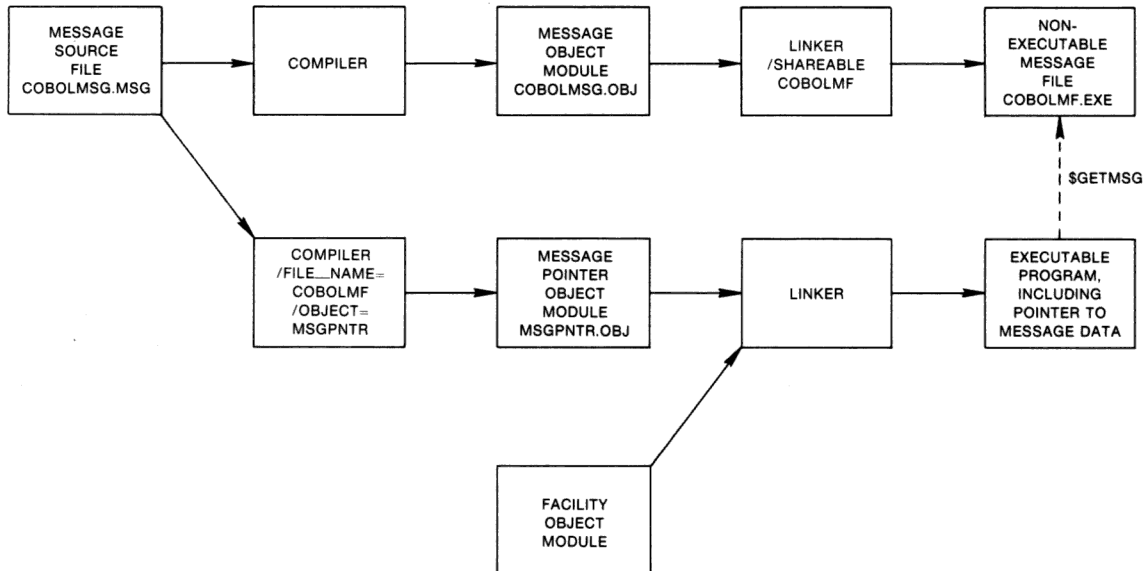 MESSAGE
SOURCE
FILE
COBOLMSG.MSG
COMPILER
MESSAGE
OBJECT
MODULE
COBOLMSG.OBJ
LINKER
/SHAREABLE
COBOLMF
NON-
EXECUTABLE
MESSAGE
FILE
COBOLMF.EXE
$GETMSG
COMPILER
/FILE__NAME=
COBOLMF
/OBJECT=
MSGPNTR
MESSAGE
POINTER
OBJECT
MODULE
MSGPNTR.OBJ
LINKER
EXECUTABLE
PROGRAM,
INCLUDING
POINTER TO
MESSAGE DATA
FACILITY
OBJECT
MODULE